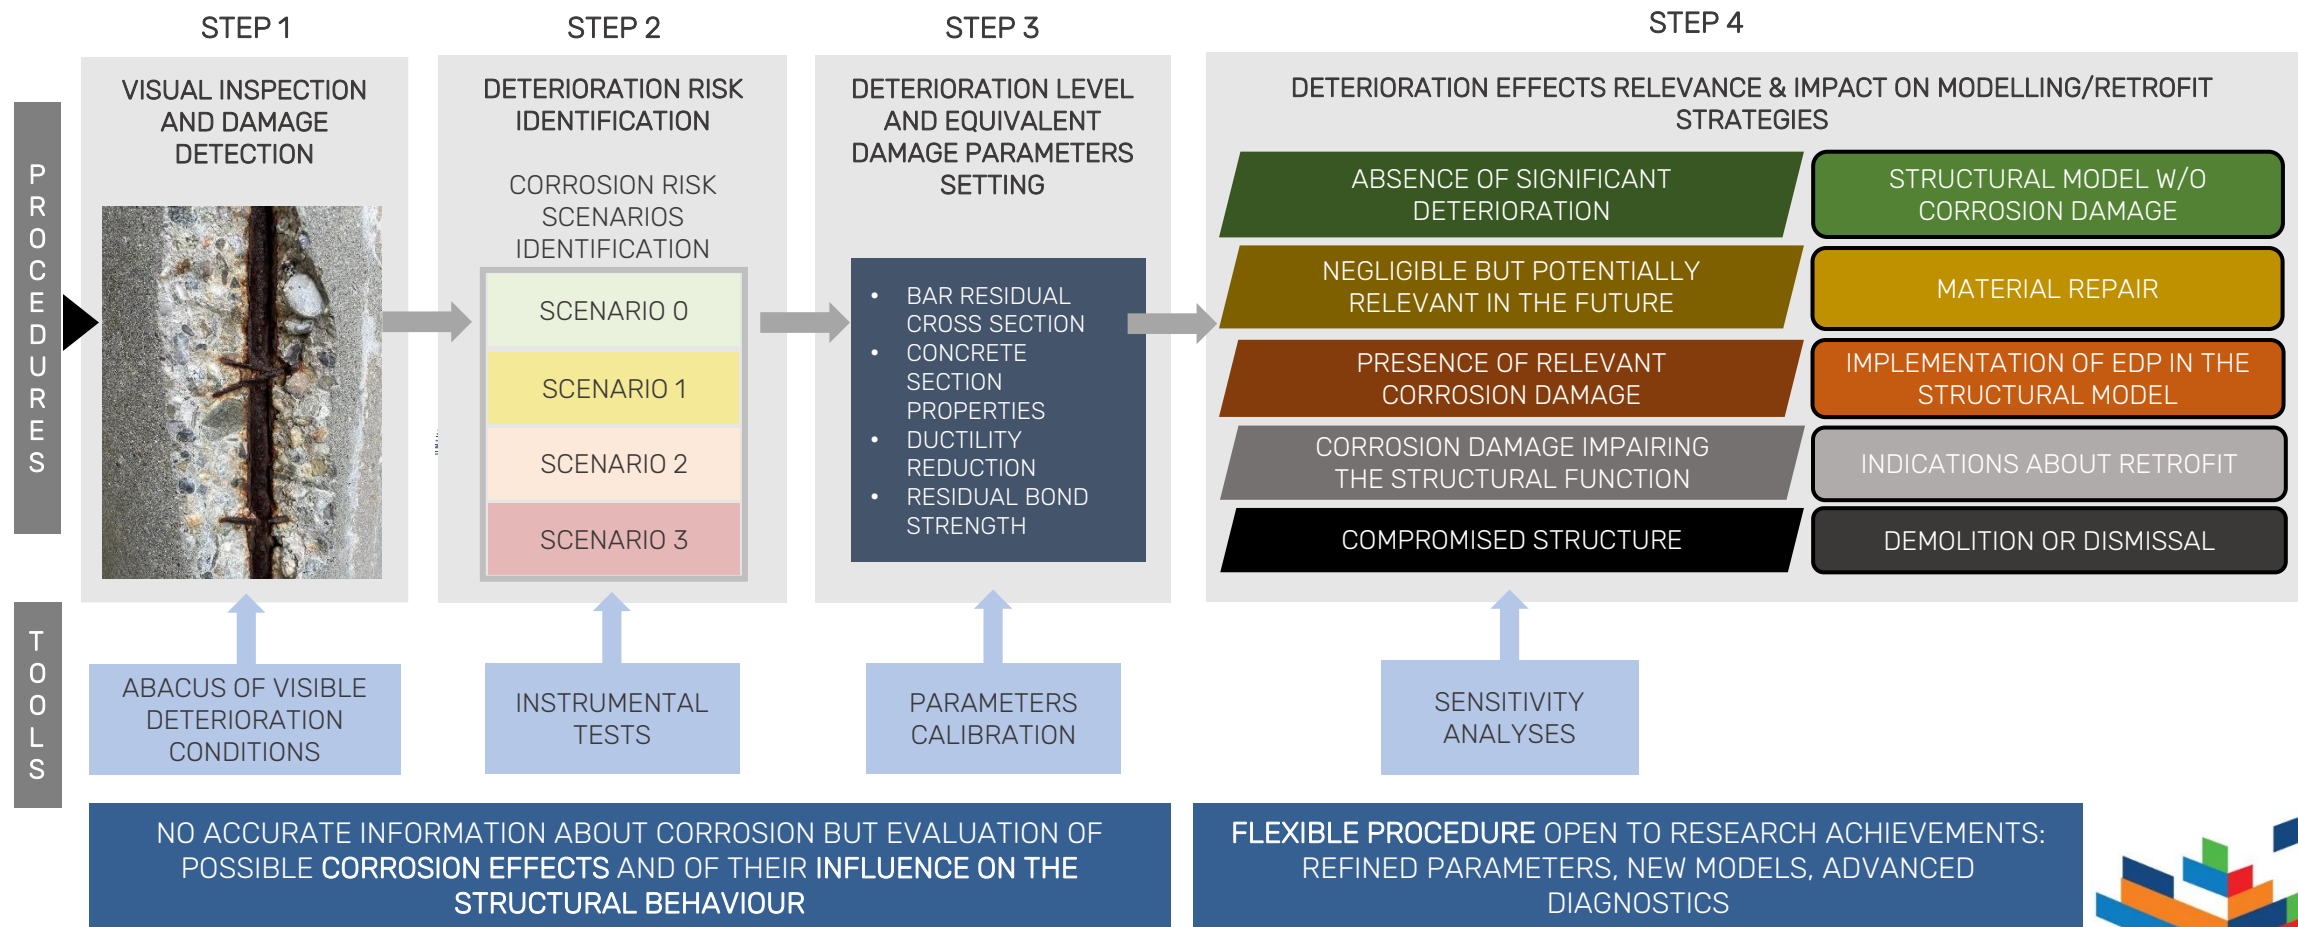 STEP 1
STEP 2
STEP 3
STEP 4
PROCEDURES
VISUAL INSPECTION
AND DAMAGE
DETECTION
DETERIORATION RISK
IDENTIFICATION
CORROSION RISK
SCENARIOS
IDENTIFICATION
SCENARIO 0
SCENARIO 1
SCENARIO 2
SCENARIO 3
DETERIORATION LEVEL
AND EQUIVALENT
DAMAGE PARAMETERS
SETTING
• BAR RESIDUAL
CROSS SECTION
• CONCRETE
SECTION
PROPERTIES
• DUCTILITY
REDUCTION
• RESIDUAL BOND
STRENGTH
DETERIORATION EFFECTS RELEVANCE & IMPACT ON MODELLING/RETROFIT
STRATEGIES
ABSENCE OF SIGNIFICANT
DETERIORATION
STRUCTURAL MODEL W/O
CORROSION DAMAGE
NEGLIGIBLE BUT POTENTIALLY
RELEVANT IN THE FUTURE
MATERIAL REPAIR
PRESENCE OF RELEVANT
CORROSION DAMAGE
IMPLEMENTATION OF EDP IN THE
STRUCTURAL MODEL
CORROSION DAMAGE IMPAIRING
THE STRUCTURAL FUNCTION
INDICATIONS ABOUT RETROFIT
COMPROMISED STRUCTURE
DEMOLITION OR DISMISSAL
TOOLS
ABACUS OF VISIBLE
DETERIORATION
CONDITIONS
INSTRUMENTAL
TESTS
PARAMETERS
CALIBRATION
SENSITIVITY
ANALYSES
NO ACCURATE INFORMATION ABOUT CORROSION BUT EVALUATION OF
POSSIBLE CORROSION EFFECTS AND OF THEIR INFLUENCE ON THE
STRUCTURAL BEHAVIOUR
FLEXIBLE PROCEDURE OPEN TO RESEARCH ACHIEVEMENTS:
REFINED PARAMETERS, NEW MODELS, ADVANCED
DIAGNOSTICS